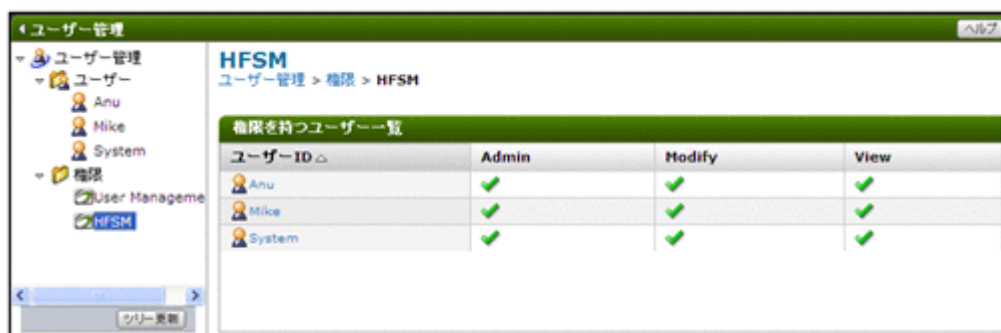 ユーザー管理
ヘルプ
ユーザー管理
ユーザー
Anu
Mike
System
権限
User Manageme
HFSM
ツリー更新
HFSM
ユーザー管理 > 権限 > HFSM
権限を持つユーザー一覧
ユーザーID Admin Modify View
Anu
Mike
System